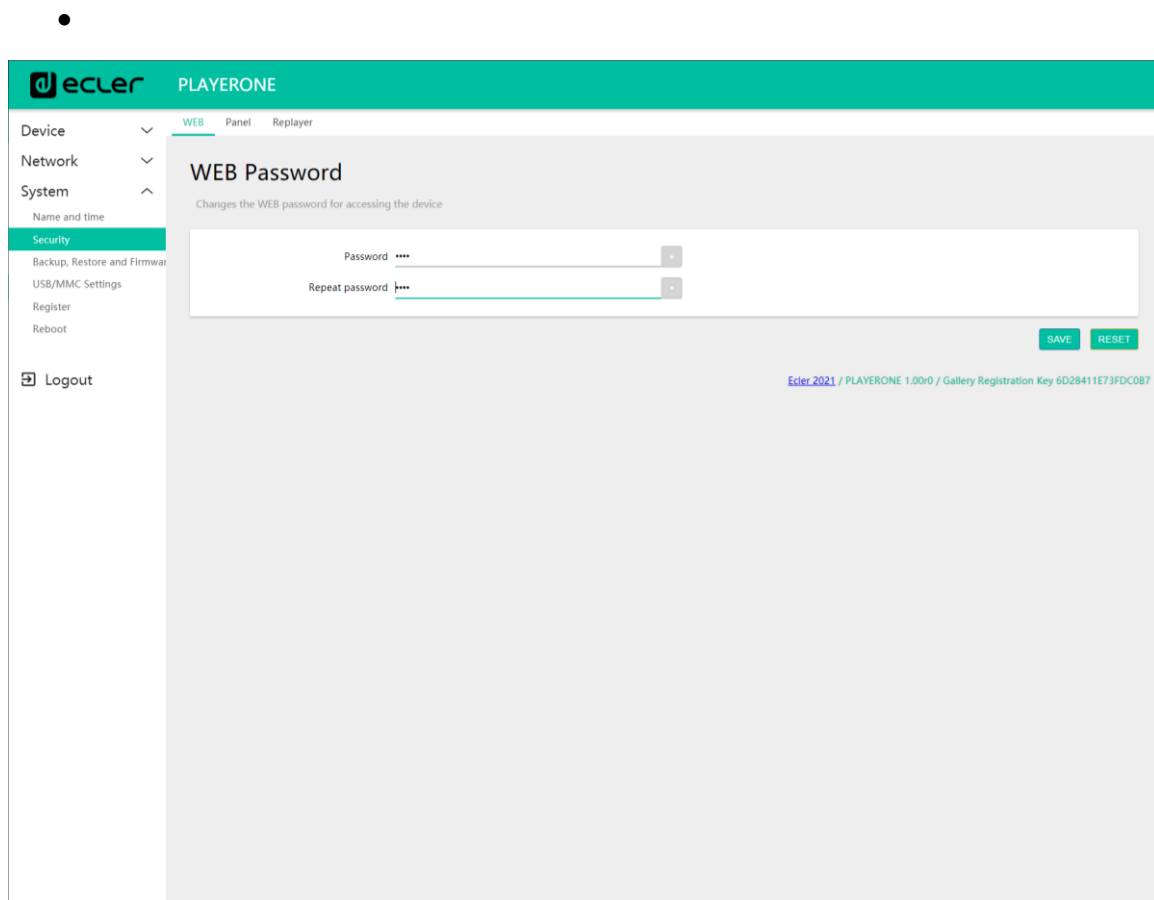 ●
ecler PLAYERONE
Device
Network
System
Name and time
Security
Backup, Restore and Firmwar
USB/MMC Settings
Register
Reboot
Logout
WEB Panel Replayer
WEB Password
Changes the WEB password for accessing the device
Password ••••
Repeat password ••••
SAVE RESET
Ecler 2021 / PLAYERONE 1.00r0 / Gallery Registration Key 6D28411E73FDC0B7